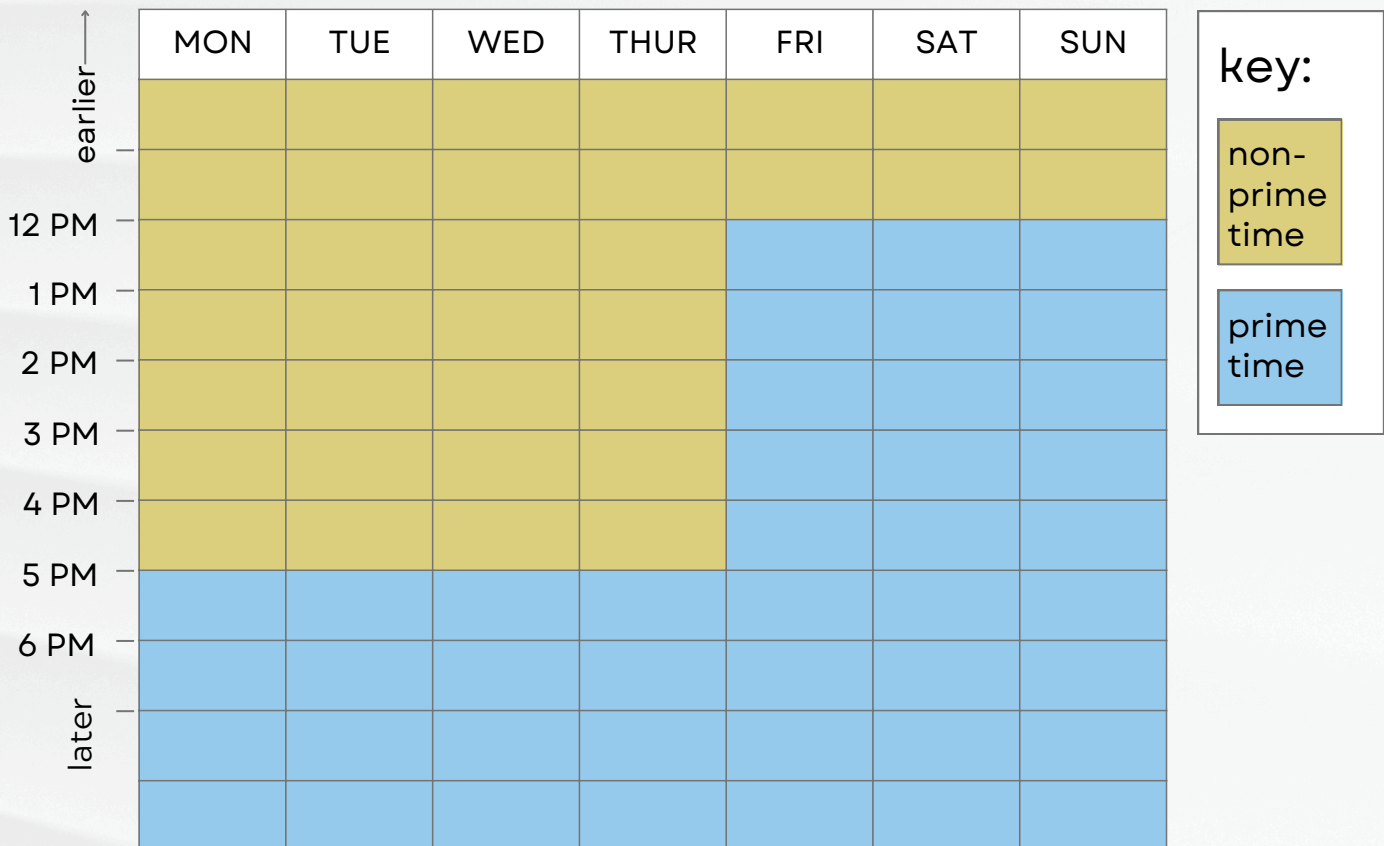 MON TUE WED THUR FRI SAT SUN
earlier
12 PM
1 PM
2 PM
3 PM
4 PM
5 PM
6 PM
later
key:
non-
prime
time
prime
time